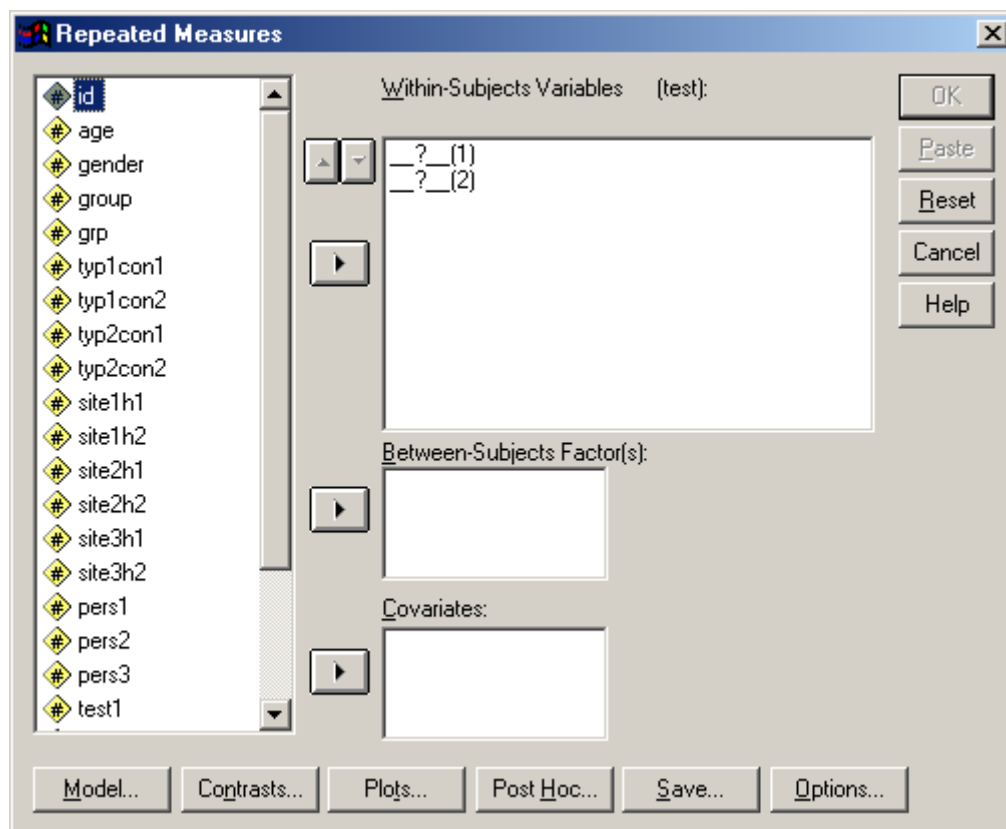 Repeated Measures
id
age
gender
group
grp
typ1con1
typ1con2
typ2con1
typ2con2
site1h1
site1h2
site2h1
site2h2
site3h1
site3h2
pers1
pers2
pers3
test1
Within-Subjects Variables (test):
__?__(1)
__?__(2)
Between-Subjects Factor(s):
Covariates:
OK
Paste
Reset
Cancel
Help
Model... Contrasts... Plots... Post Hoc... Save... Options...